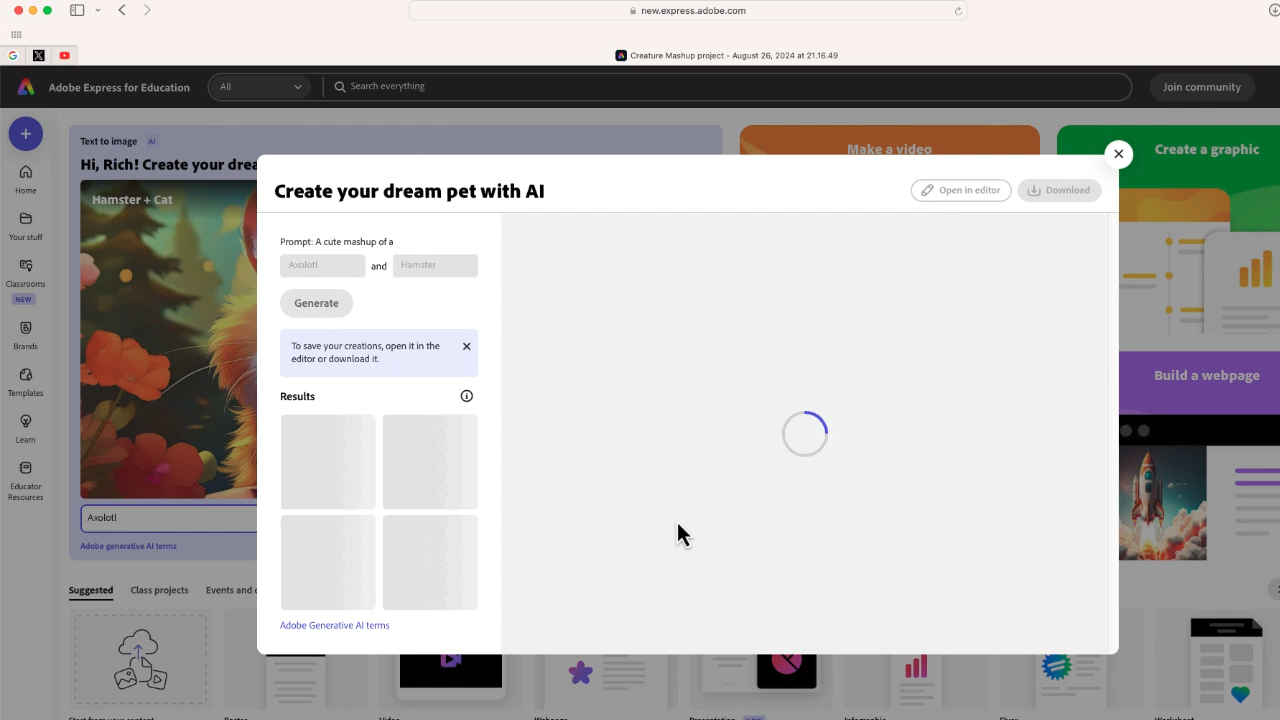 new.express.adobe.com
Creature Mashup project - August 26, 2024 at 21.16.49
Adobe Express for Education
All
Search everything
Join community
Text to image
AI
Hi, Rich! Create your drea
Hamster + Cat
Make a video
Create a graphic
Build a webpage
Home
Your stuff
Classrooms
NEW
Brands
Templates
Learn
Educator
Resources
Create your dream pet with AI
Open in editor
Download
Prompt: A cute mashup of a
Axolotl
and
Hamster
Generate
To save your creations, open it in the
editor or download it.
Results
Adobe Generative AI terms
Axolotl
Adobe generative AI terms
Suggested
Class projects
Events and